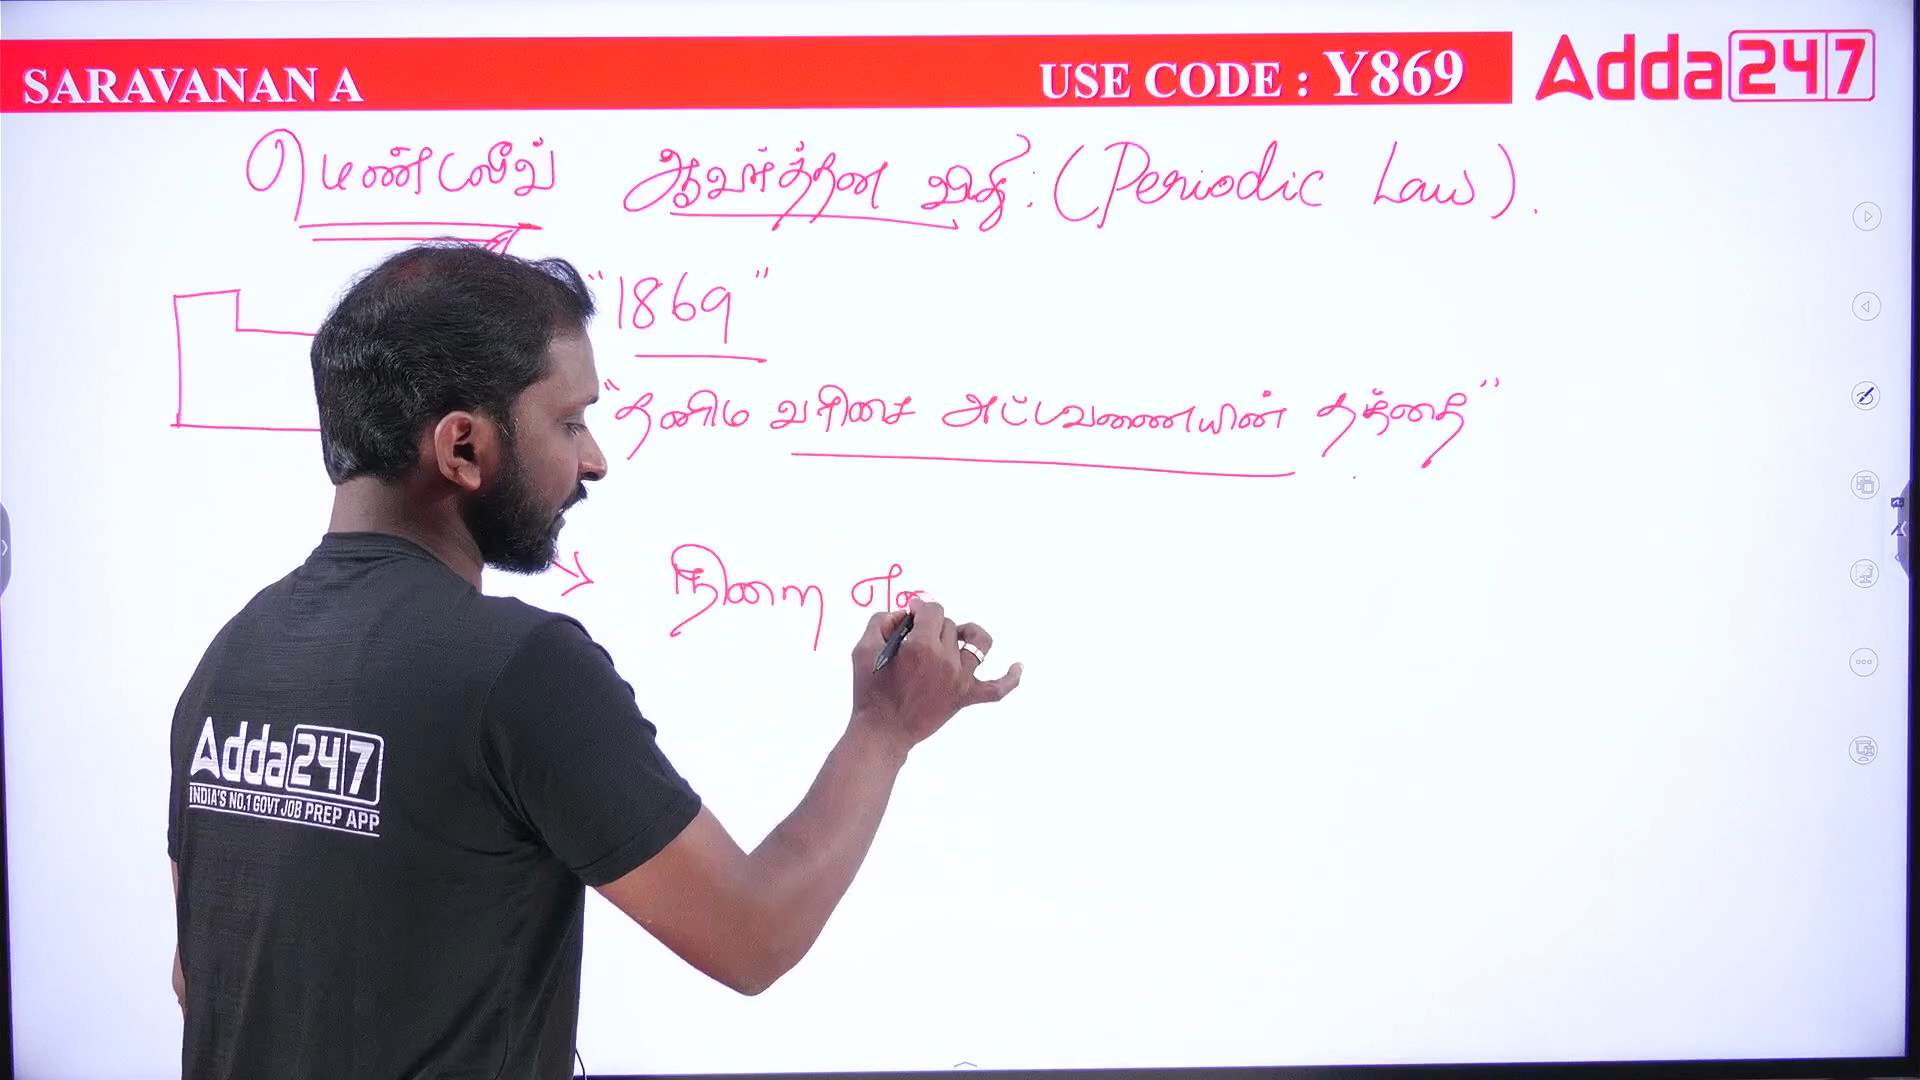 SARAVANAN A
USE CODE : Y869
Adda247
மெண்டலீவ் ஆவர்த்தன விதி: (Periodic Law).
"1869"
"தனிம வரிசை அட்டவணையின் தந்தை"
நிறை எ
Adda247
INDIA'S NO.1 GOVT JOB PREP APP